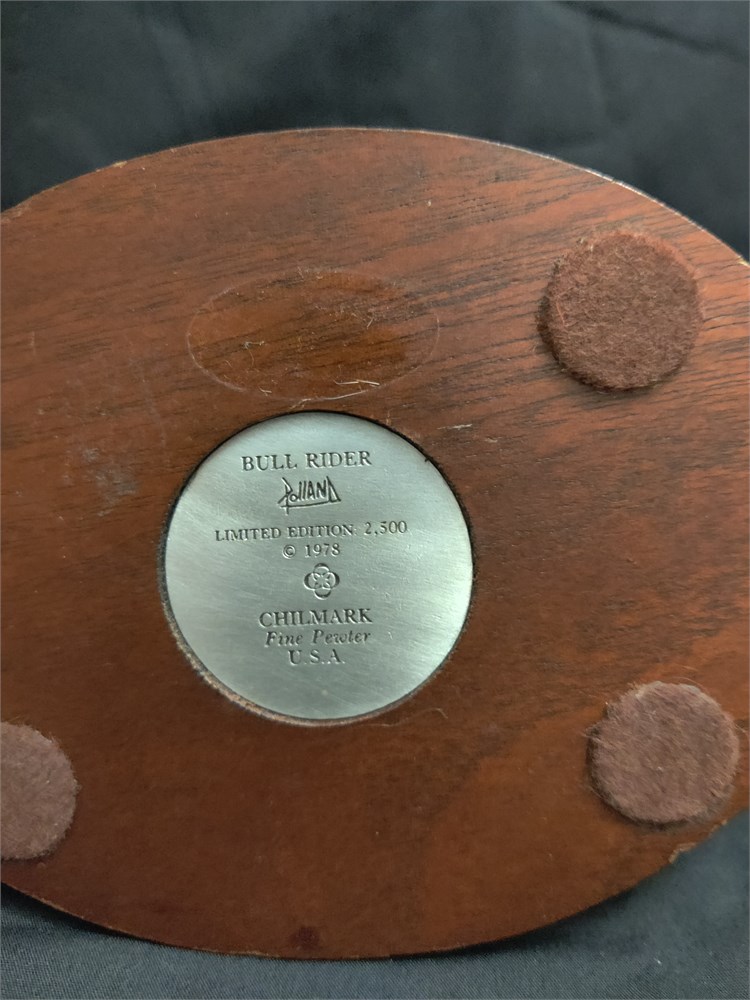 BULL RIDER
POLLAND
LIMITED EDITION: 2,500
© 1978
CHILMARK
Fine Pewter
U.S.A.